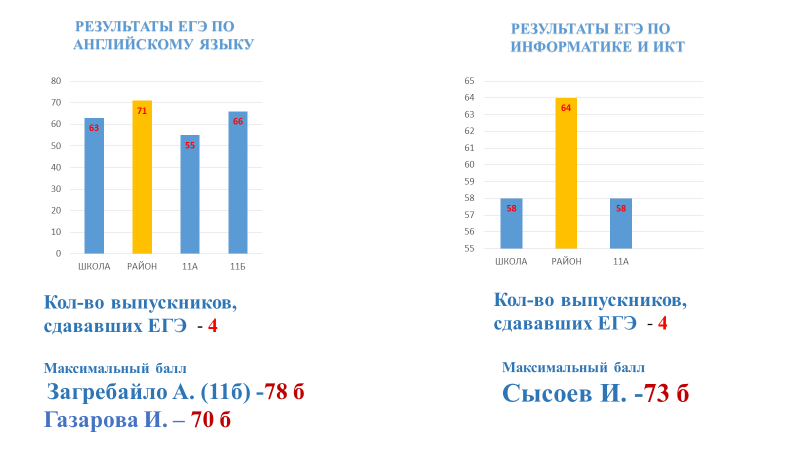 РЕЗУЛЬТАТЫ ЕГЭ ПО
АНГЛИЙСКОМУ ЯЗЫКУ
80
70
60
50
40
30
20
10
0
63
71
55
66
ШКОЛА РАЙОН 11А 11Б
Кол-во выпускников,
сдававших ЕГЭ - 4
Максимальный балл
Загребайло А. (11б) -78 б
Газарова И. – 70 б
РЕЗУЛЬТАТЫ ЕГЭ ПО
ИНФОРМАТИКЕ И ИКТ
65
64
63
62
61
60
59
58
57
56
55
58
64
58
ШКОЛА РАЙОН 11А
Кол-во выпускников,
сдававших ЕГЭ - 4
Максимальный балл
Сысоев И. -73 б